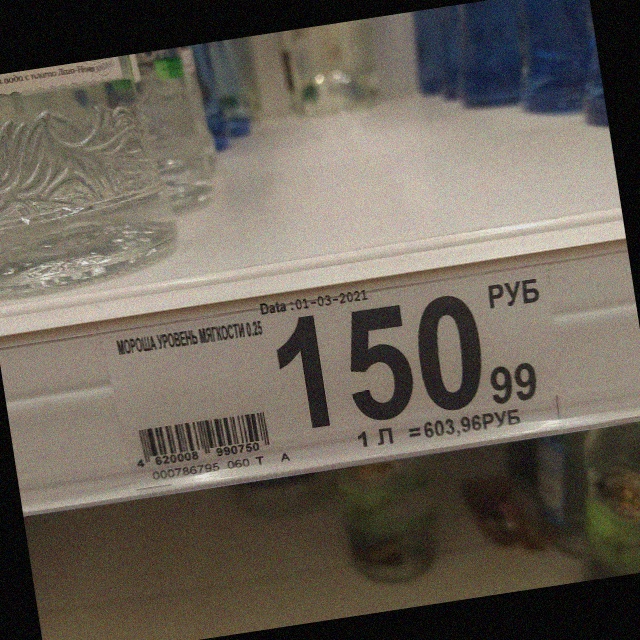 Data :01-03-2021
МОРОША УРОВЕНЬ МЯГКОСТИ 0.25
150
99
РУБ
1 Л =603,96РУБ
4 620008 990750
000786795 060 Т А